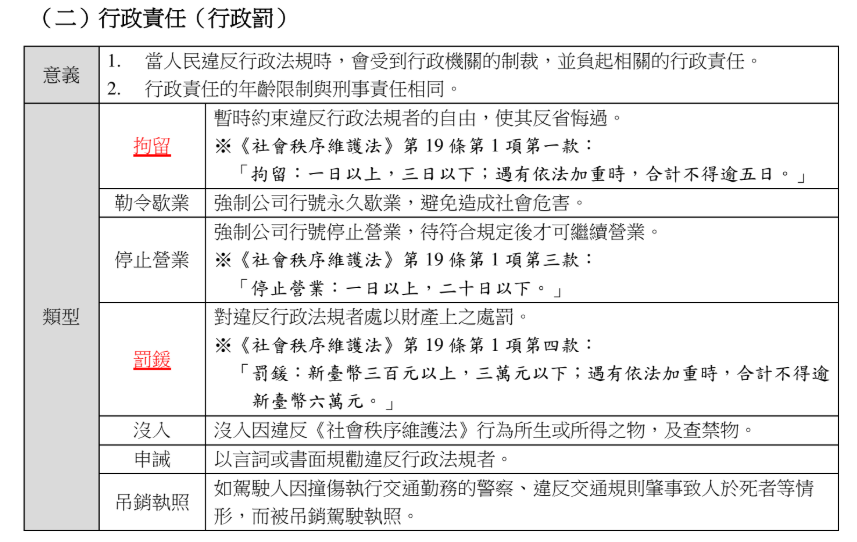 （二）行政責任（行政罰）
意義
1. 當人民違反行政法規時，會受到行政機關的制裁，並負起相關的行政責任。
2. 行政責任的年齡限制與刑事責任相同。
類型
拘留
暫時約束違反行政法規者的自由，使其反省悔過。
※《社會秩序維護法》第 19 條第 1 項第一款：
「拘留：一日以上，三日以下；遇有依法加重時，合計不得逾五日。」
勒令歇業
強制公司行號永久歇業，避免造成社會危害。
停止營業
強制公司行號停止營業，待符合規定後才可繼續營業。
※《社會秩序維護法》第 19 條第 1 項第三款：
「停止營業：一日以上，二十日以下。」
罰鍰
對違反行政法規者處以財產上之處罰。
※《社會秩序維護法》第 19 條第 1 項第四款：
「罰鍰：新臺幣三百元以上，三萬元以下；遇有依法加重時，合計不得逾
新臺幣六萬元。」
沒入
沒入因違反《社會秩序維護法》行為所生或所得之物，及查禁物。
申誡
以言詞或書面規勸違反行政法規者。
吊銷執照
如駕駛人因撞傷執行交通勤務的警察、違反交通規則肇事致人於死者等情
形，而被吊銷駕駛執照。